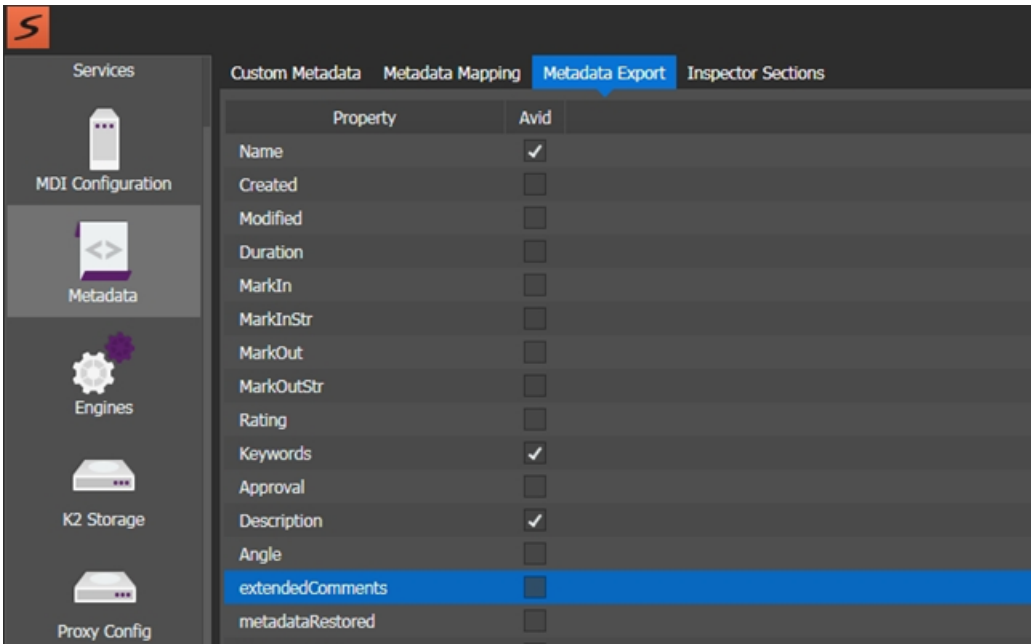 S
Services
MDI Configuration
Metadata
Engines
K2 Storage
Proxy Config
Custom Metadata Metadata Mapping Metadata Export Inspector Sections
Property Avid
Name
Created
Modified
Duration
MarkIn
MarkInStr
MarkOut
MarkOutStr
Rating
Keywords
Approval
Description
Angle
extendedComments
metadataRestored